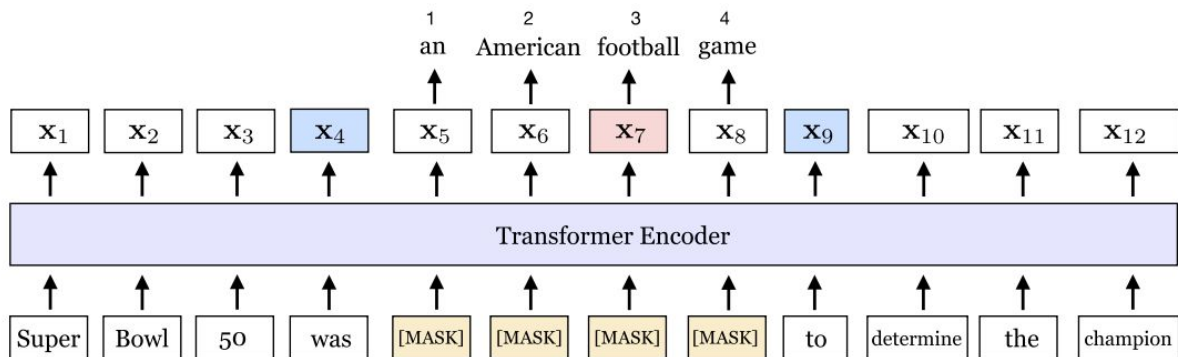 1 2 3 4
an American football game
x₁ x₂ x₃ x₄ x₅ x₆ x₇ x₈ x₉ x₁₀ x₁₁ x₁₂
Transformer Encoder
Super Bowl 50 was [MASK] [MASK] [MASK] [MASK] to determine the champion